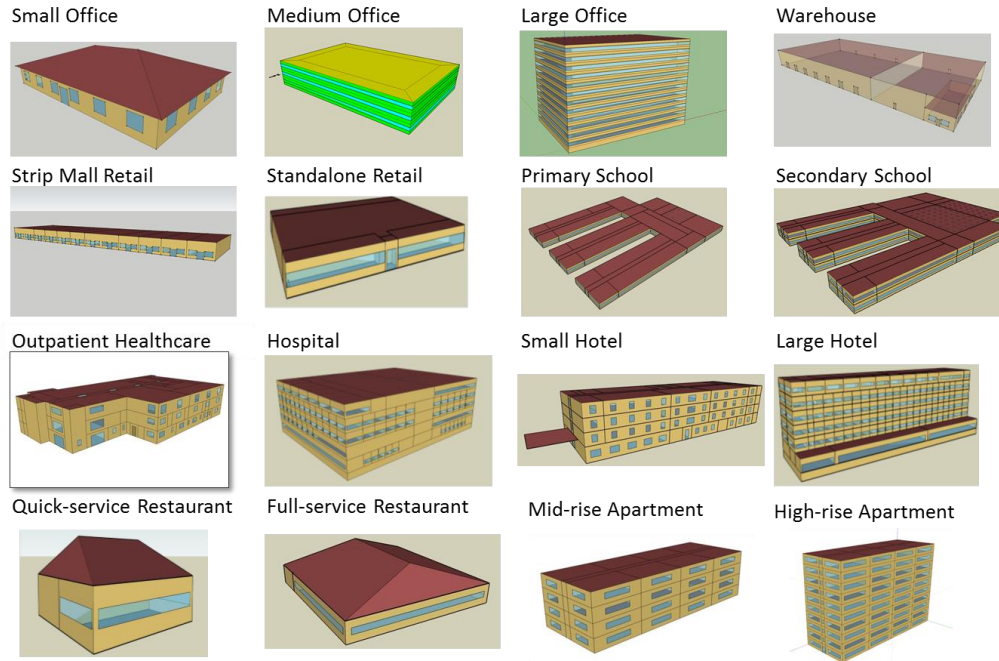 Small Office
Medium Office
Large Office
Warehouse
Strip Mall Retail
Standalone Retail
Primary School
Secondary School
Outpatient Healthcare
Hospital
Small Hotel
Large Hotel
Quick-service Restaurant
Full-service Restaurant
Mid-rise Apartment
High-rise Apartment